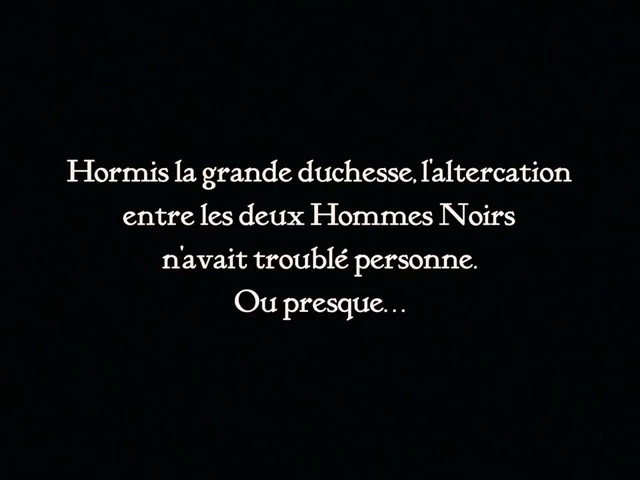 Hormis la grande duchesse, l'altercation
entre les deux Hommes Noirs
n'avait troublé personne.
Ou presque...